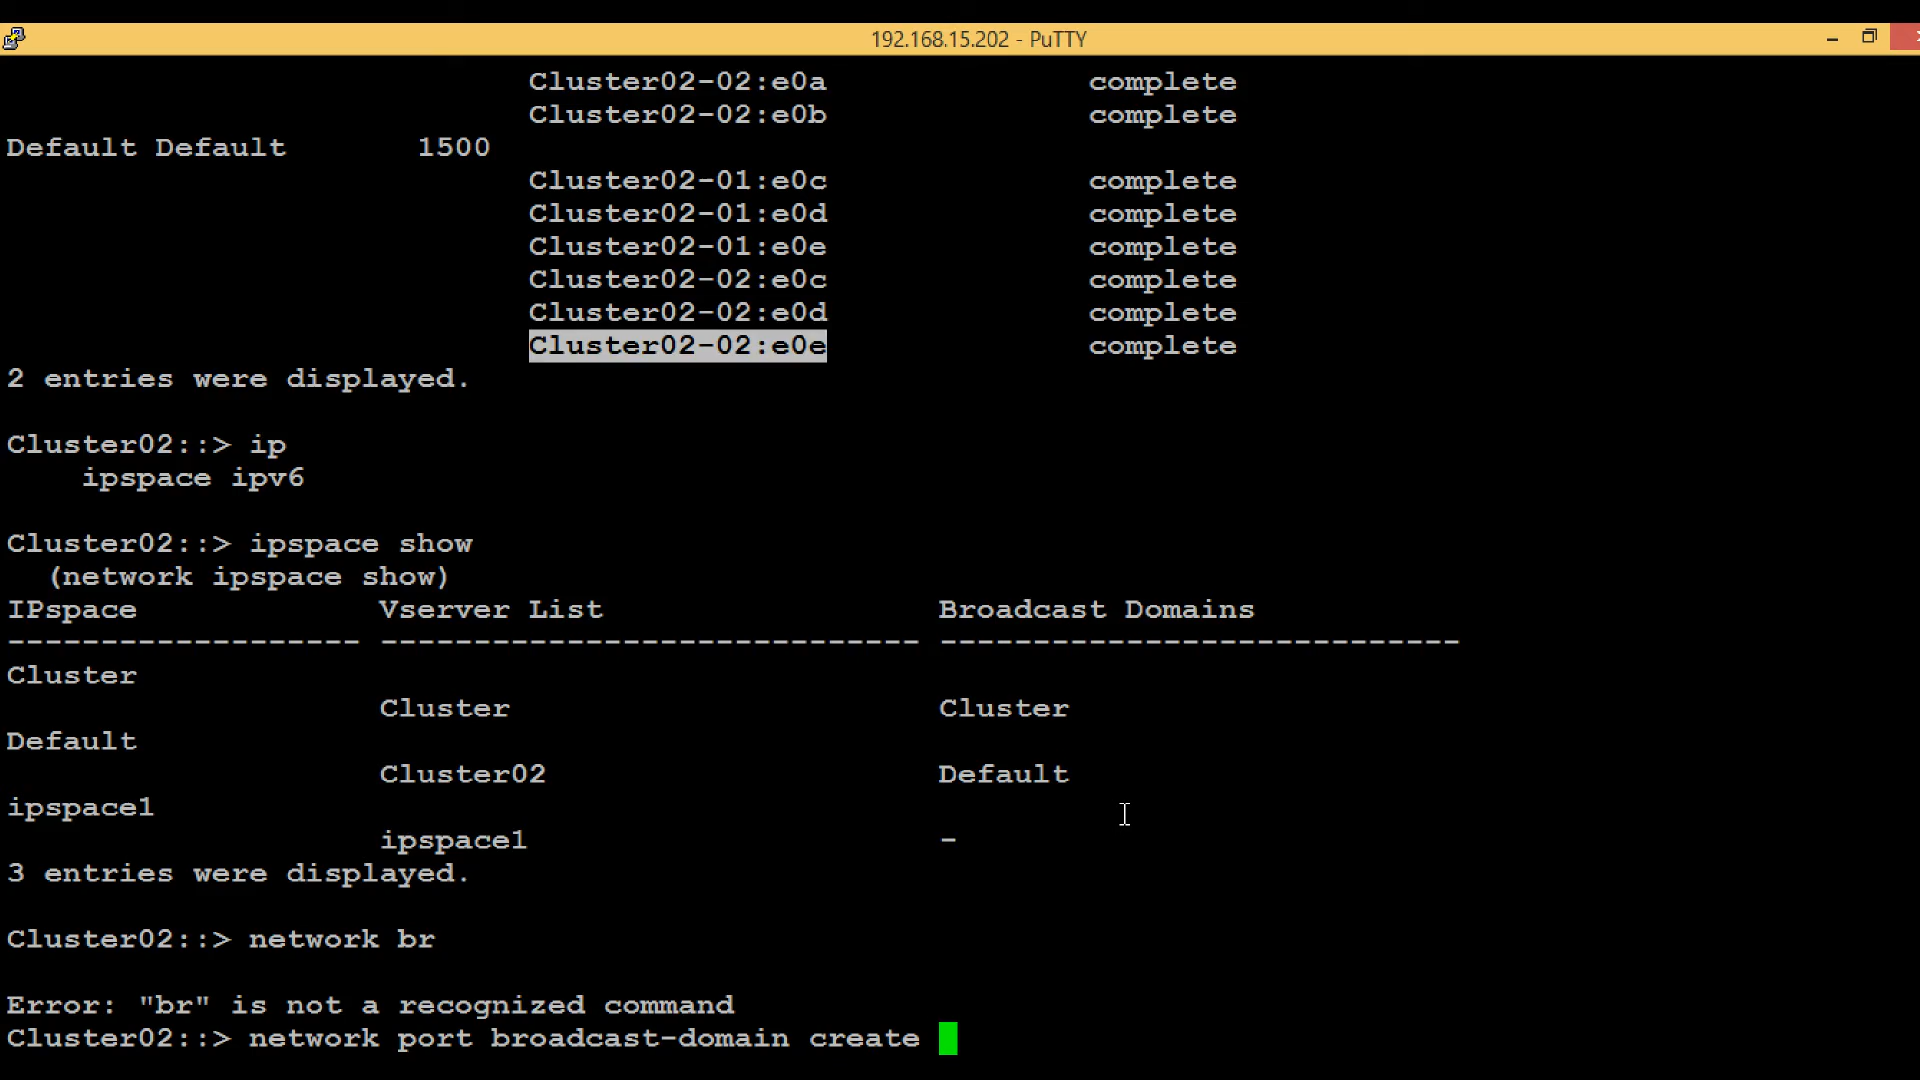 192.168.15.202 - PuTTY
Cluster02-02:e0a complete
Cluster02-02:e0b complete
Default Default 1500
Cluster02-01:e0c complete
Cluster02-01:e0d complete
Cluster02-01:e0e complete
Cluster02-02:e0c complete
Cluster02-02:e0d complete
Cluster02-02:e0e complete
2 entries were displayed.
Cluster02::> ip
ipspace ipv6
Cluster02::> ipspace show
(network ipspace show)
IPspace Vserver List Broadcast Domains
------------------- ----------------------------- ----------------------------
Cluster
Cluster Cluster
Default
Cluster02 Default
ipspace1
ipspace1 -
3 entries were displayed.
Cluster02::> network br
Error: "br" is not a recognized command
Cluster02::> network port broadcast-domain create